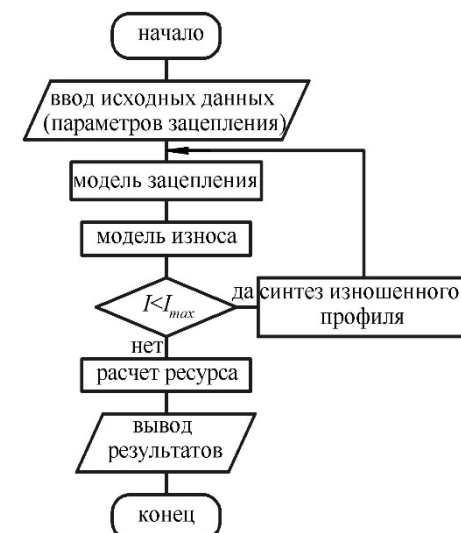 начало
ввод исходных данных
(параметров зацепления)
модель зацепления
модель износа
I<Imax
да
синтез изношенного
профиля
нет
расчет ресурса
вывод
результатов
конец